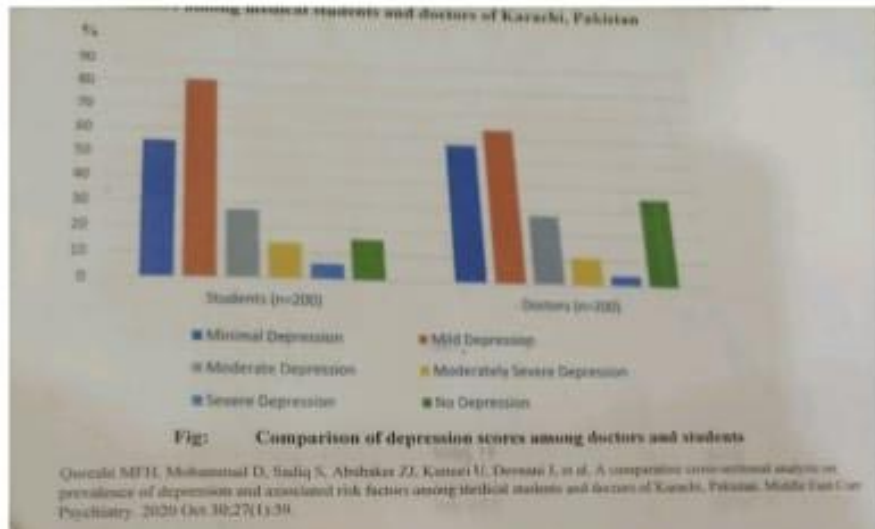 among medical students and doctors of Karachi, Pakistan
%
90
80
70
60
50
40
30
20
10
0
Students (n=200) Doctors (n=200)
Minimal Depression Mild Depression
Moderate Depression Moderately Severe Depression
Severe Depression No Depression
Fig: Comparison of depression scores among doctors and students
Qureshi MFH, Mohammad D, Sadiq S, Abubaker ZJ, Kumari U, et al. A comparative cross-sectional analysis on
prevalence of depression and associated risk factors among medical students and doctors of Karachi, Pakistan. Middle East Curr
Psychiatry. 2020 Oct 30;27(1):59.